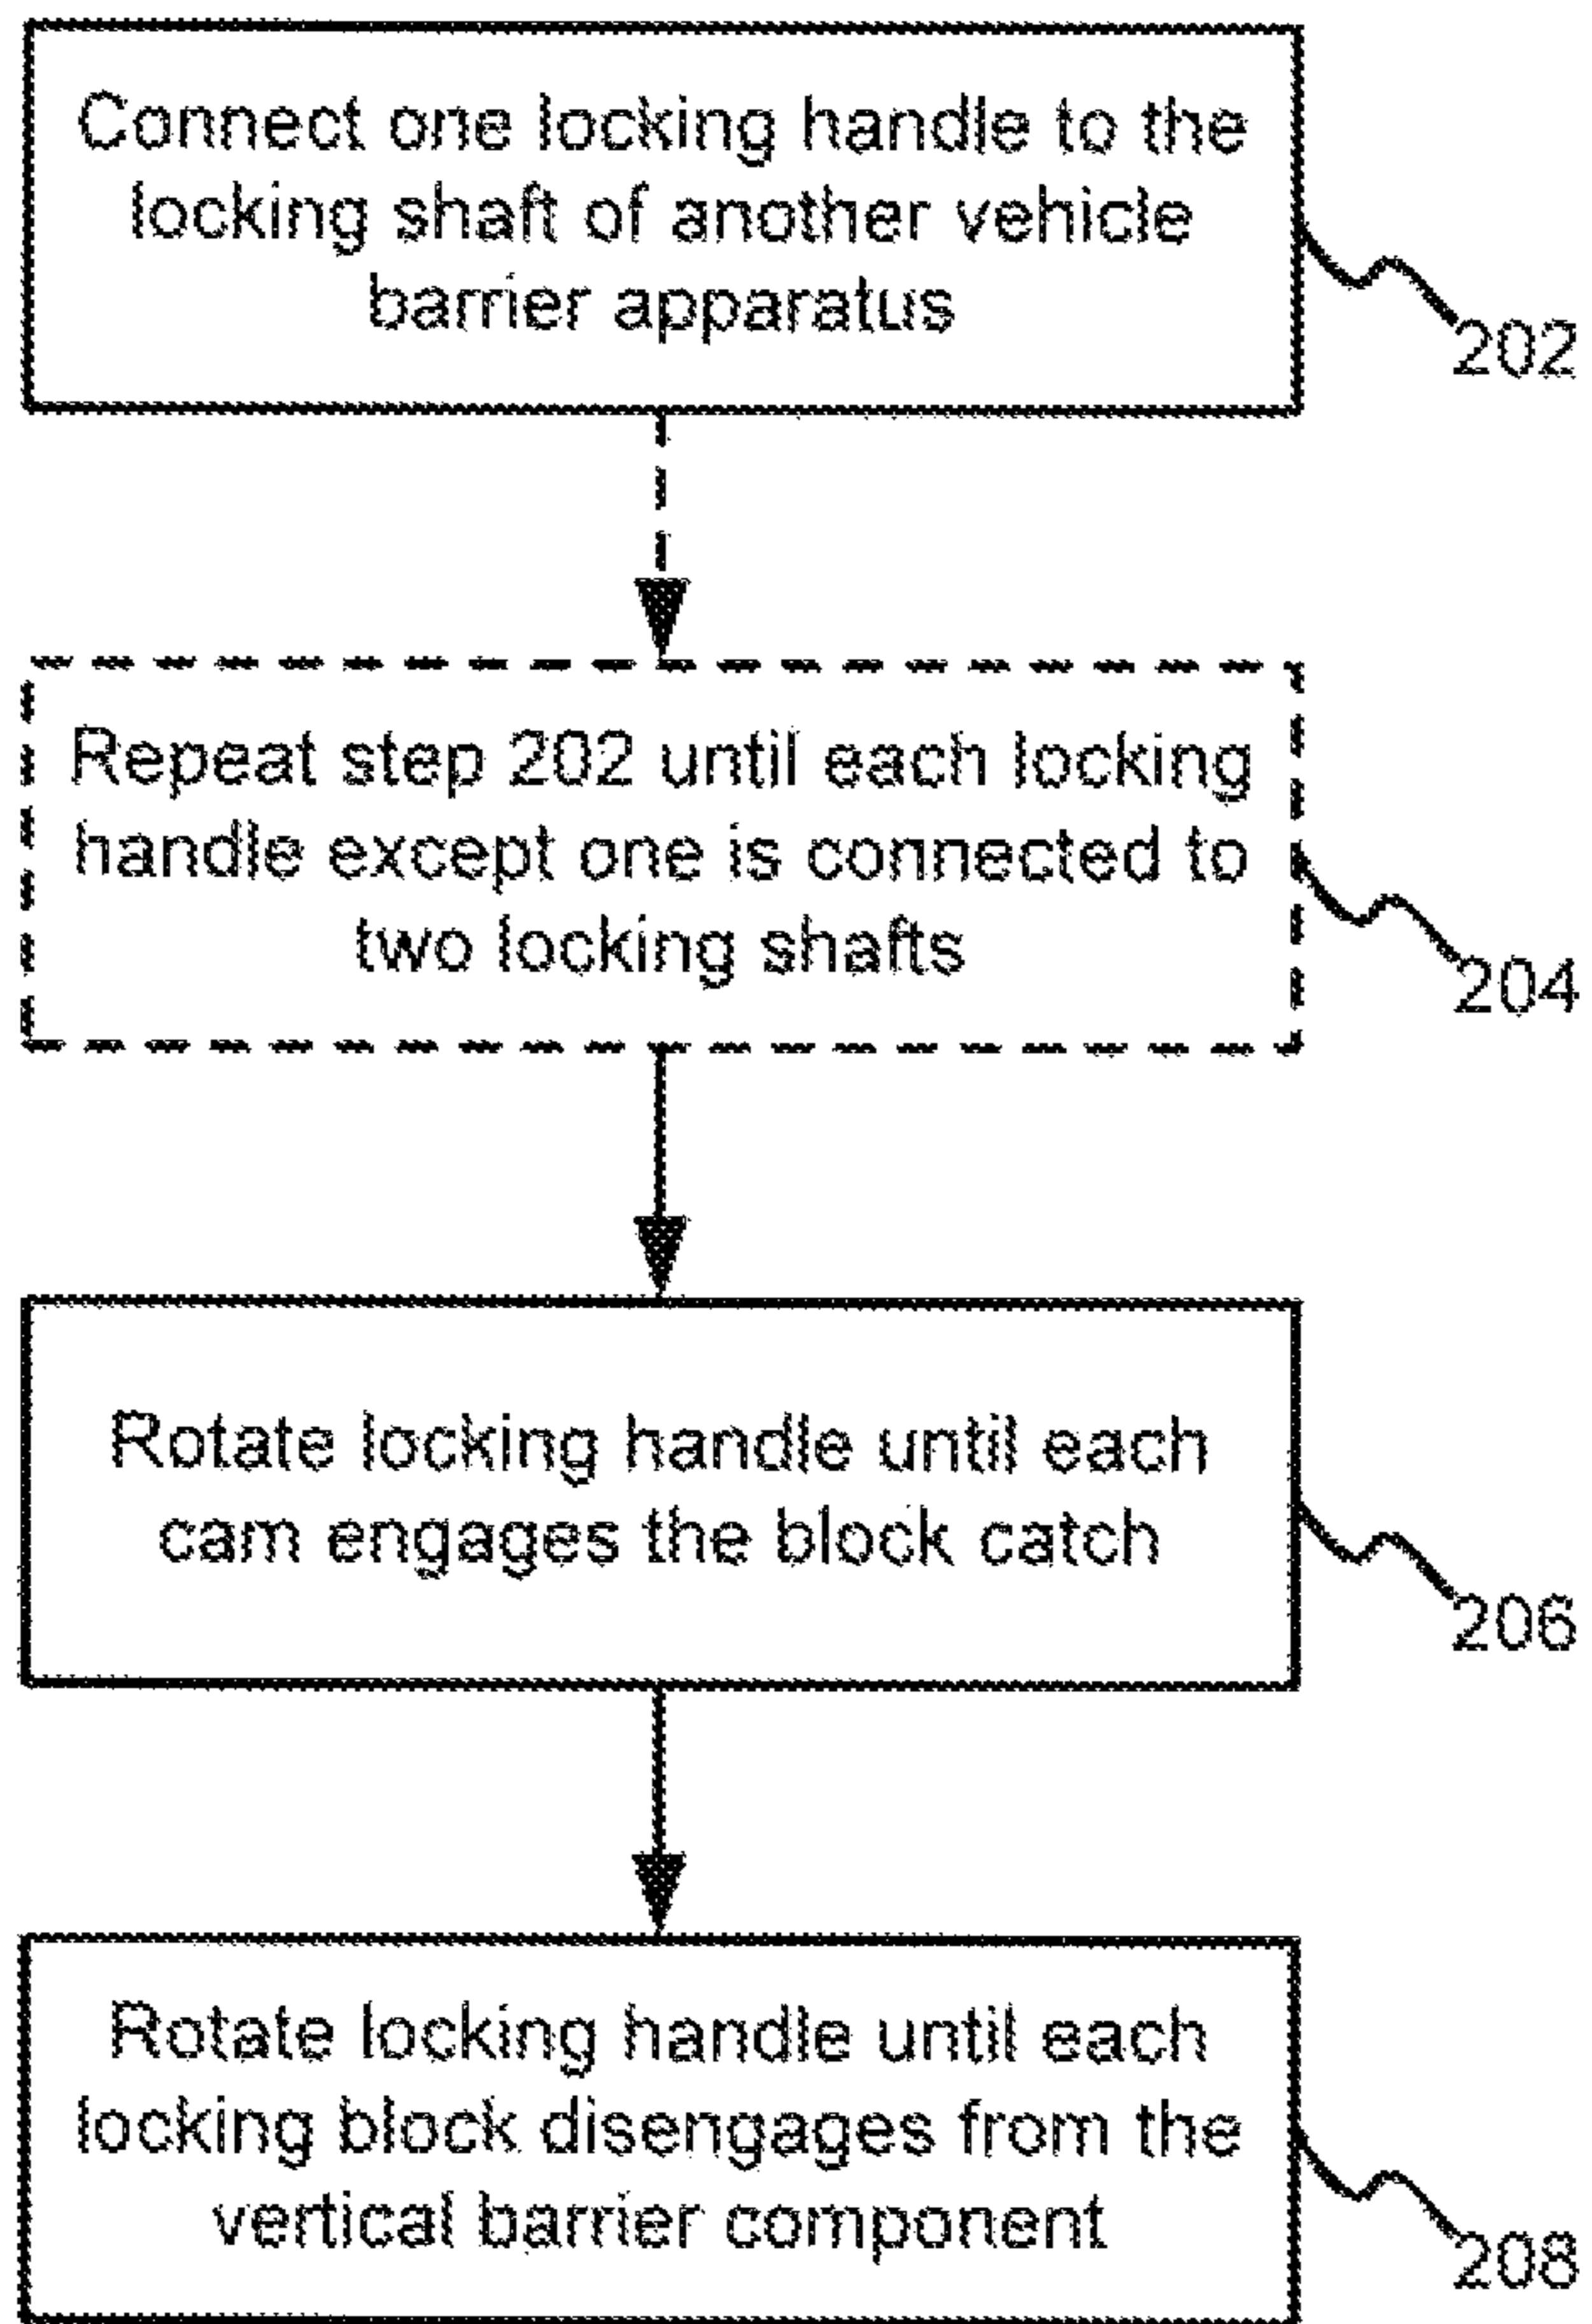 Connect one locking handle to the
locking shaft of another vehicle
barrier apparatus
202
Repeat step 202 until each locking
handle except one is connected to
two locking shafts
204
Rotate locking handle until each
cam engages the block catch
206
Rotate locking handle until each
locking block disengages from the
vertical barrier component
208